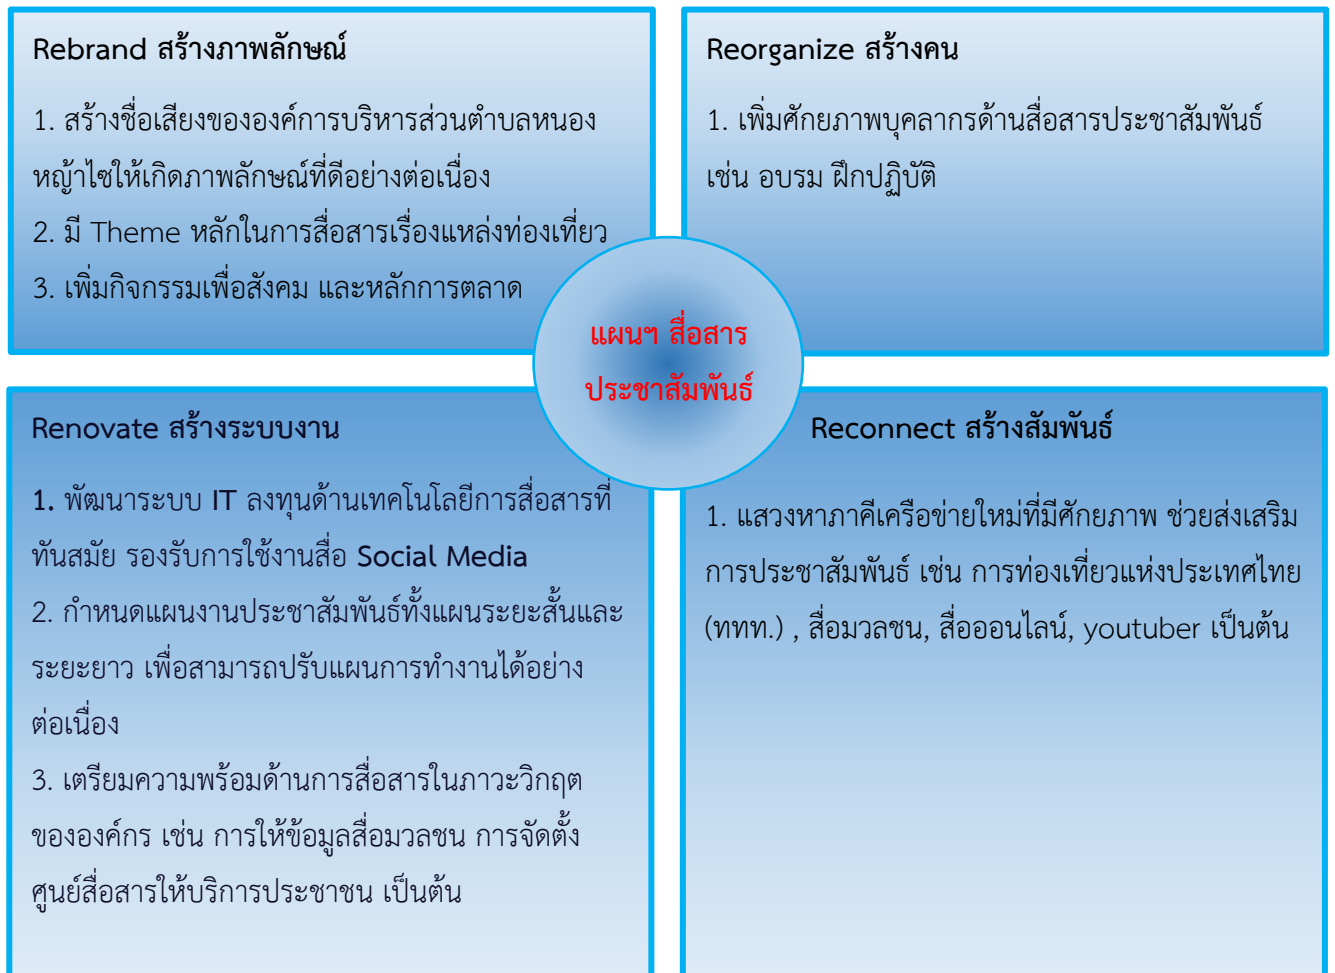 Rebrand สร้างภาพลักษณ์
1. สร้างชื่อเสียงขององค์การบริหารส่วนตำบลหนอง
หญ้าไซให้เกิดภาพลักษณ์ที่ดีอย่างต่อเนื่อง
2. มี Theme หลักในการสื่อสารเรื่องแหล่งท่องเที่ยว
3. เพิ่มกิจกรรมเพื่อสังคม และหลักการตลาด
Reorganize สร้างคน
1. เพิ่มศักยภาพบุคลากรด้านสื่อสารประชาสัมพันธ์
เช่น อบรม ฝึกปฏิบัติ
แผนฯ สื่อสาร
ประชาสัมพันธ์
Renovate สร้างระบบงาน
1. พัฒนาระบบ IT ลงทุนด้านเทคโนโลยีการสื่อสารที่
ทันสมัย รองรับการใช้งานสื่อ Social Media
2. กำหนดแผนงานประชาสัมพันธ์ทั้งแผนระยะสั้นและ
ระยะยาว เพื่อสามารถปรับแผนการทำงานได้อย่าง
ต่อเนื่อง
3. เตรียมความพร้อมด้านการสื่อสารในภาวะวิกฤต
ขององค์กร เช่น การให้ข้อมูลสื่อมวลชน การจัดตั้ง
ศูนย์สื่อสารให้บริการประชาชน เป็นต้น
Reconnect สร้างสัมพันธ์
1. แสวงหาภาคีเครือข่ายใหม่ที่มีศักยภาพ ช่วยส่งเสริม
การประชาสัมพันธ์ เช่น การท่องเที่ยวแห่งประเทศไทย
(ททท.) , สื่อมวลชน, สื่อออนไลน์, youtuber เป็นต้น